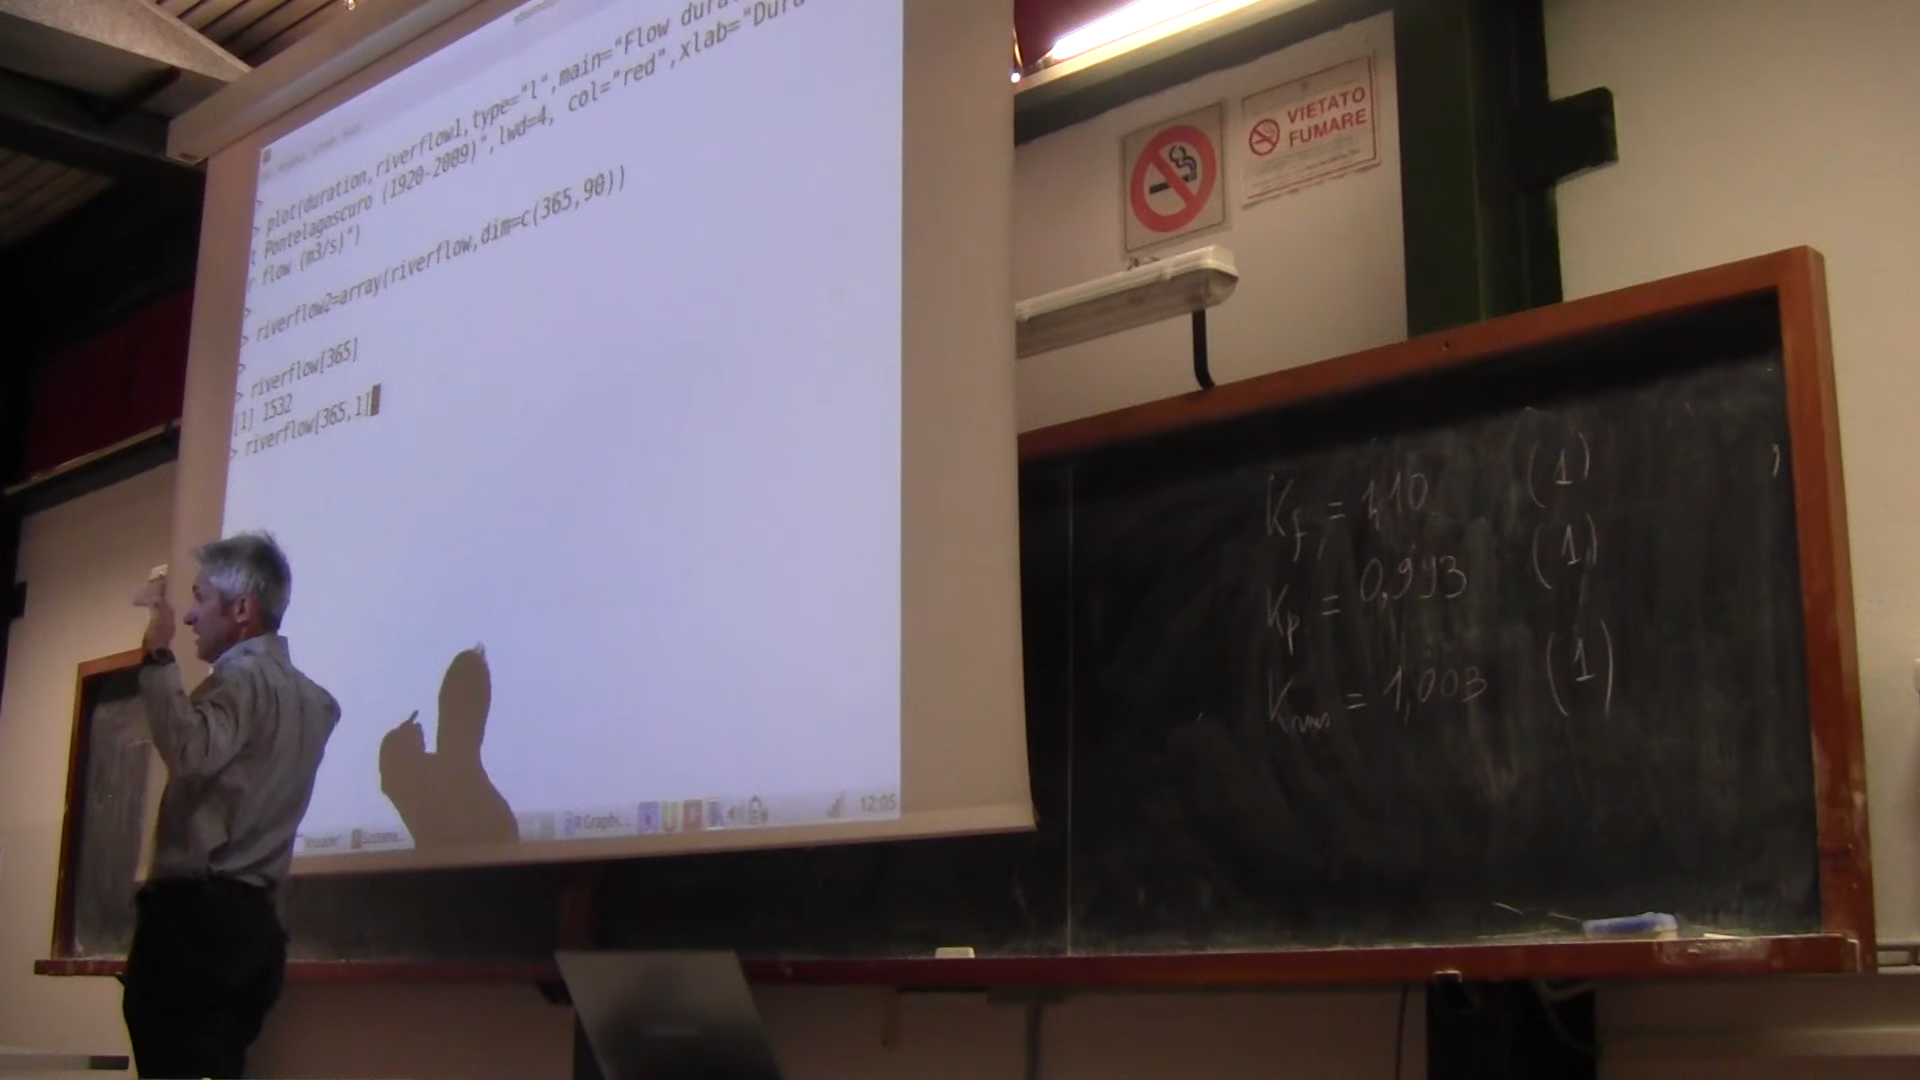 > plot(duration,riverflow1,type="l",main="Flow
t Pontelagoscuro (1920-2009)",lwd=4, col="red",xlab="Dura
r flow (m3/s)")
>
> riverflow2=array(riverflow,dim=c(365,90))
>
> riverflow[365]
[1] 1532
> riverflow[365,1]
R Graphi...
12:05
VIETATO
FUMARE
Kf = 1,10 (1)
Kp = 0,993 (1)
= 1,003 (1)